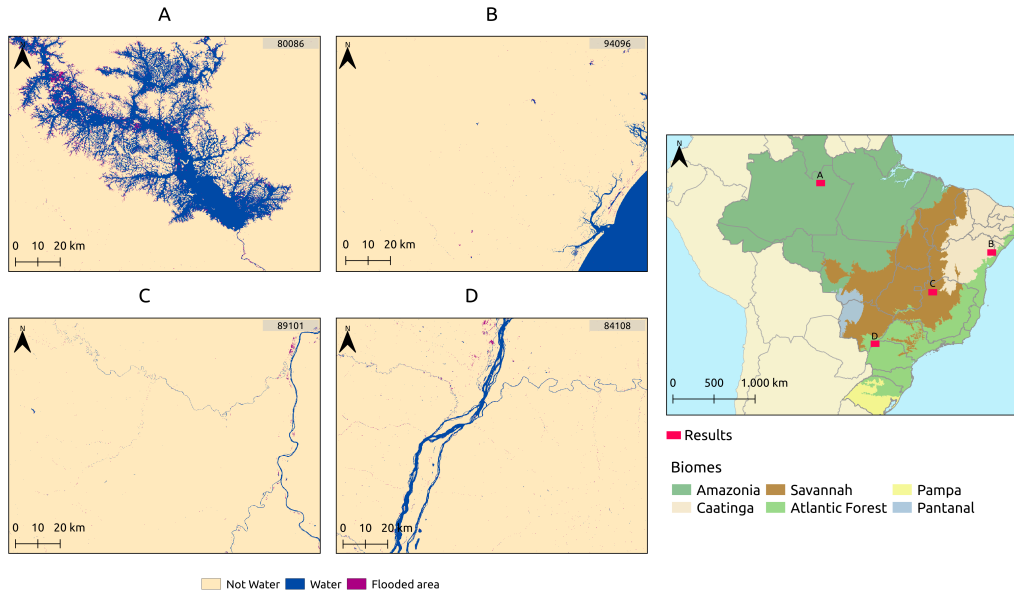 A
B
80086
94096
N
N
0 10 20 km
0 10 20 km
C
D
89101
84108
N
N
0 10 20 km
0 10 20 km
Not Water Water Flooded area
N
A
B
C
D
0 500 1,000 km
Results
Biomes
Amazonia Savannah Pampa
Caatinga Atlantic Forest Pantanal